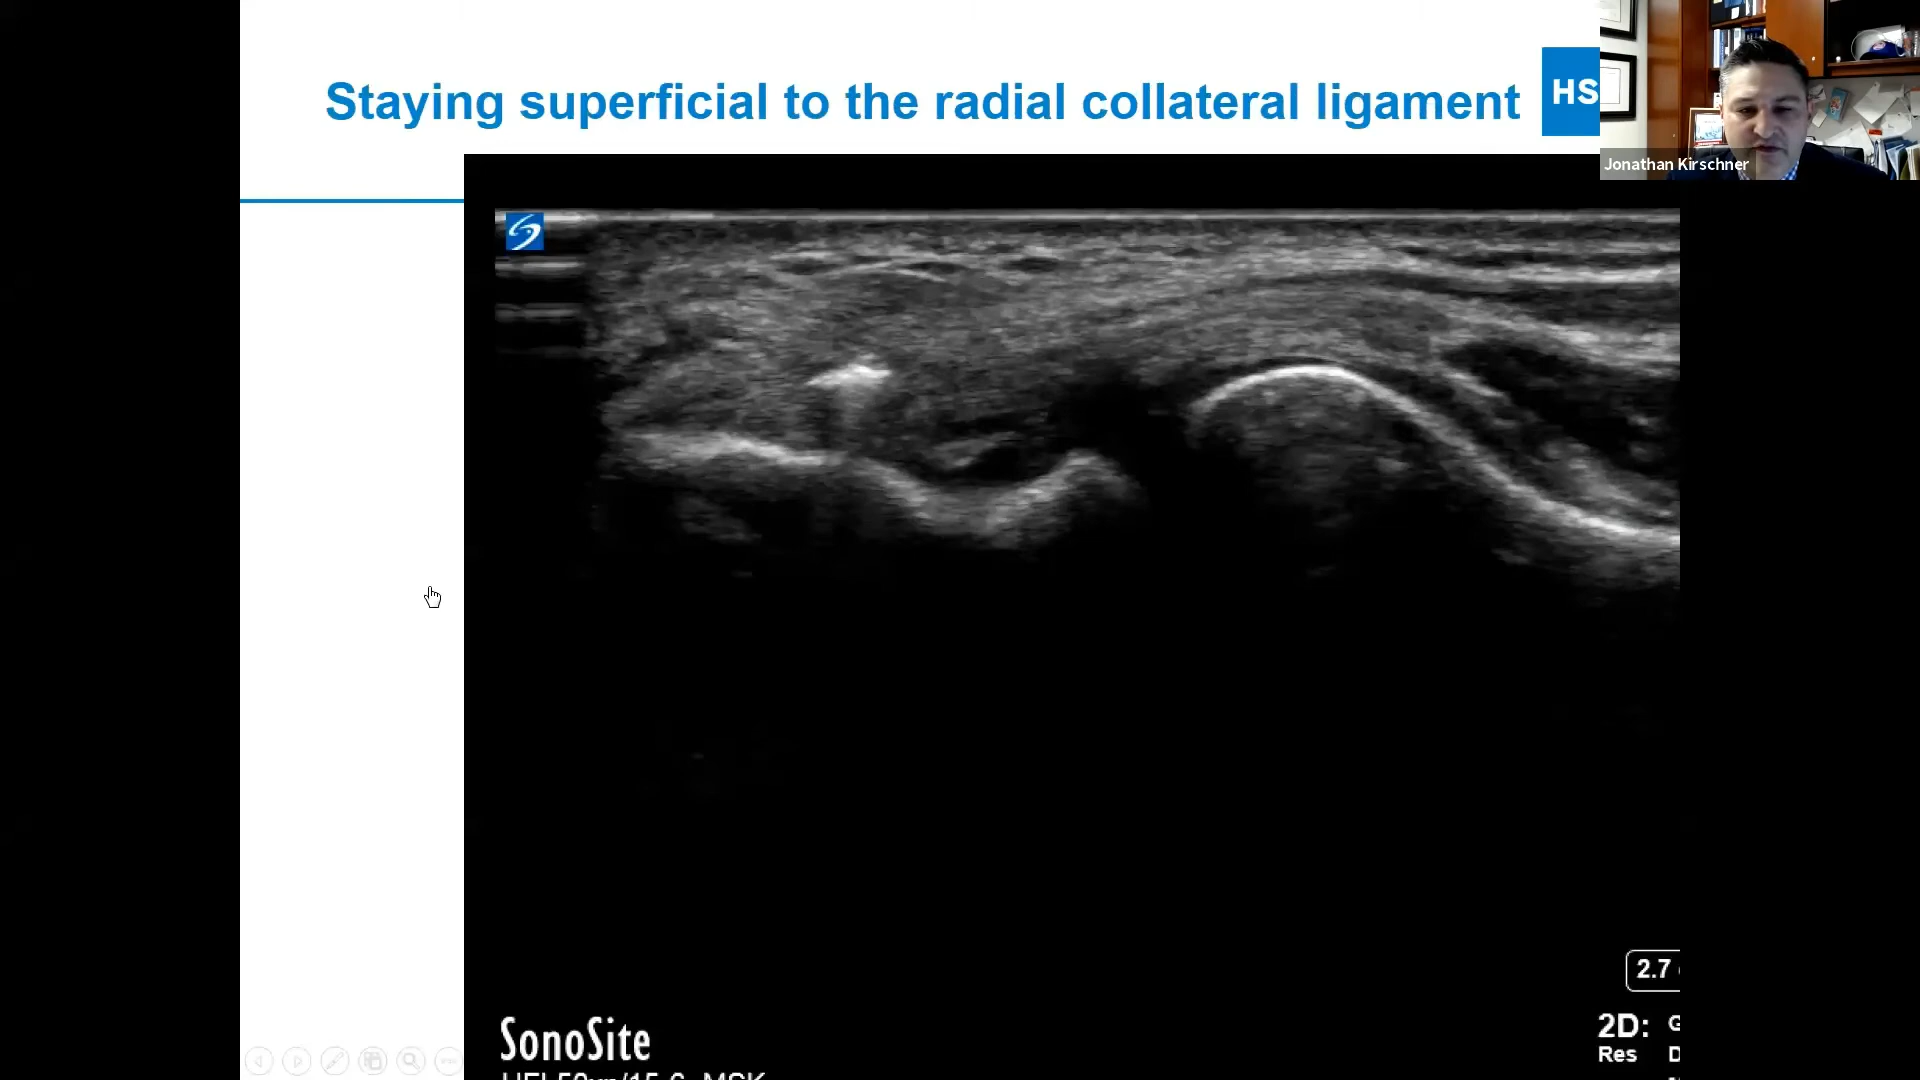 Staying superficial to the radial collateral ligament
HS
Jonathan Kirschner
2.7
2D: G
Res D
SonoSite